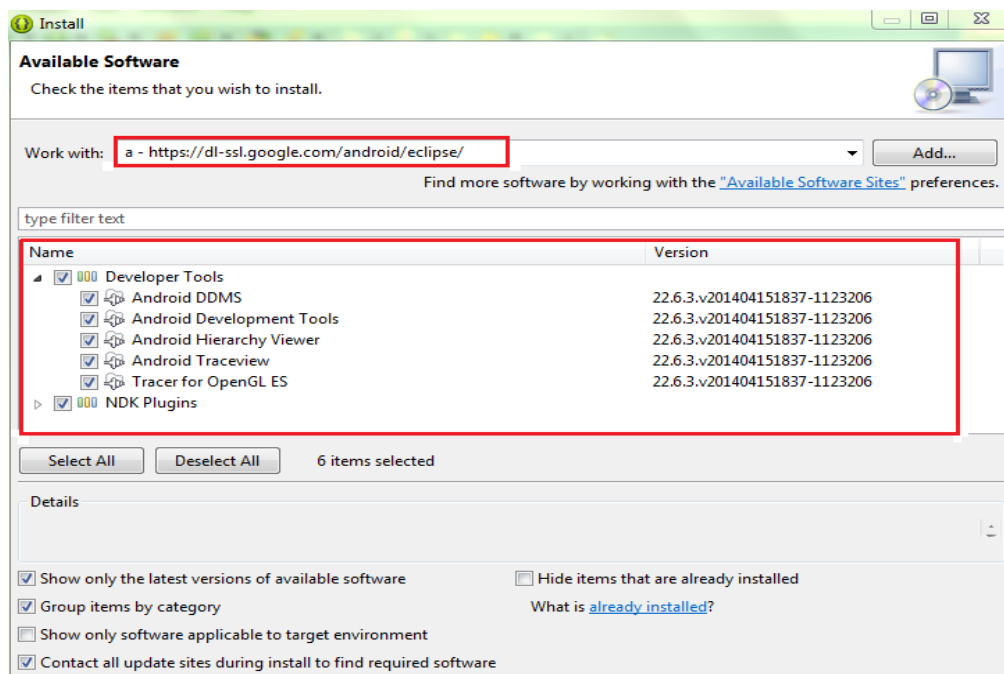 Install
Available Software
Check the items that you wish to install.
Work with: a - https://dl-ssl.google.com/android/eclipse/ Add...
Find more software by working with the "Available Software Sites" preferences.
type filter text
Name Version
Developer Tools
Android DDMS 22.6.3.v201404151837-1123206
Android Development Tools 22.6.3.v201404151837-1123206
Android Hierarchy Viewer 22.6.3.v201404151837-1123206
Android Traceview 22.6.3.v201404151837-1123206
Tracer for OpenGL ES 22.6.3.v201404151837-1123206
NDK Plugins
Select All Deselect All 6 items selected
Details
Show only the latest versions of available software Hide items that are already installed
Group items by category What is already installed?
Show only software applicable to target environment
Contact all update sites during install to find required software